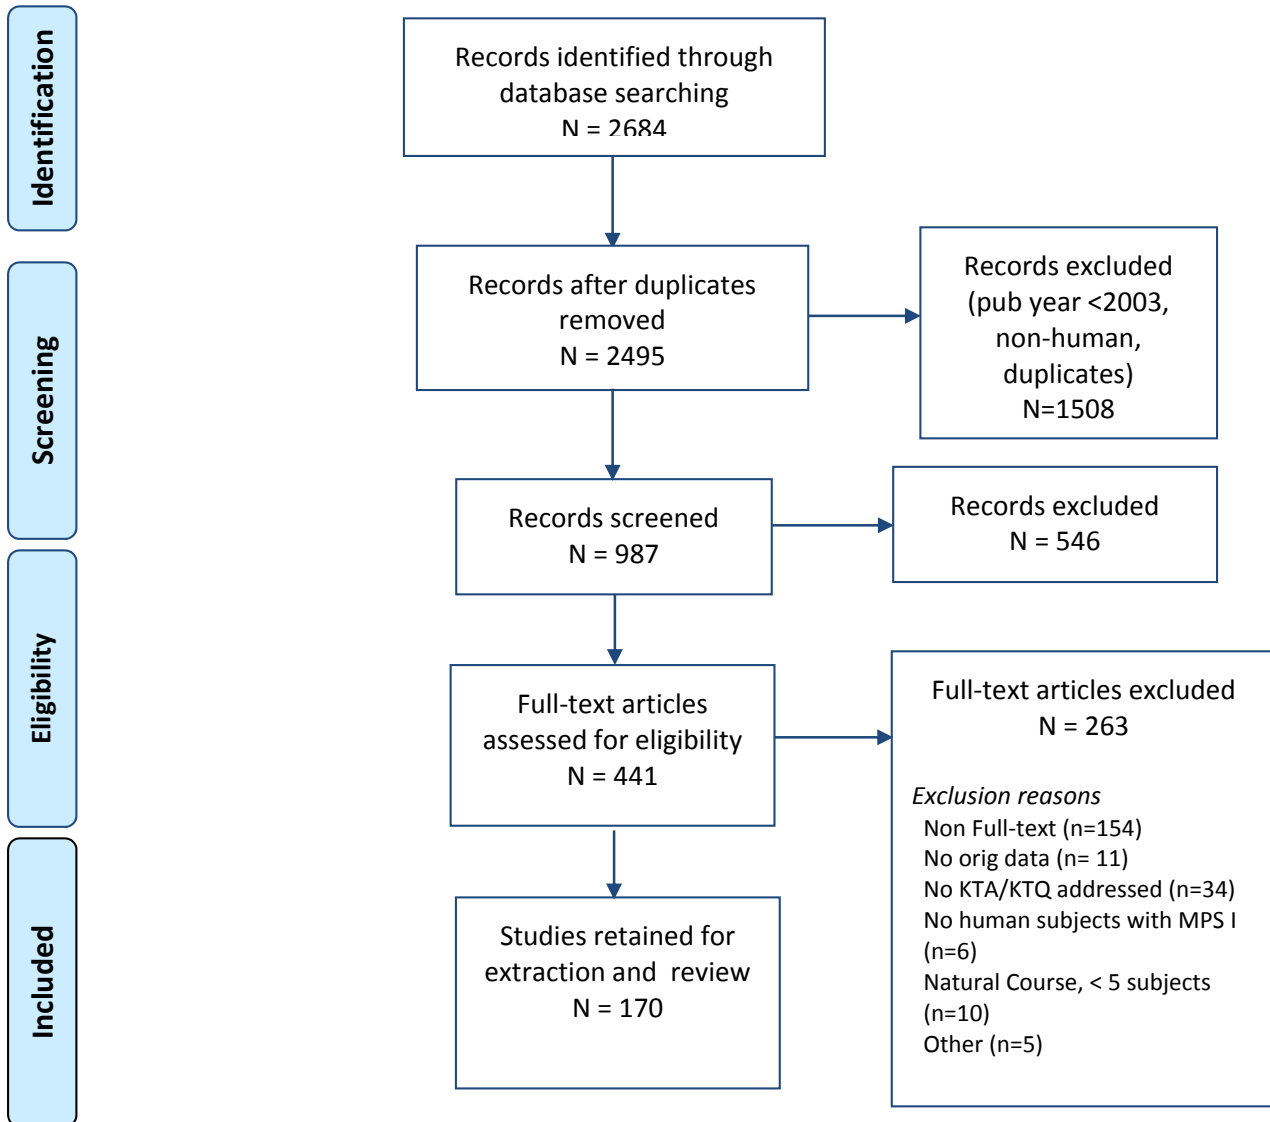 Identification
Records identified through
database searching
N = 2684
Screening
Records after duplicates
removed
N = 2495
Records excluded
(pub year <2003,
non-human,
duplicates)
N=1508
Records screened
N = 987
Records excluded
N = 546
Eligibility
Full-text articles
assessed for eligibility
N = 441
Full-text articles excluded
N = 263
Exclusion reasons
Non Full-text (n=154)
No orig data (n= 11)
No KTA/KTQ addressed (n=34)
No human subjects with MPS I
(n=6)
Natural Course, < 5 subjects
(n=10)
Other (n=5)
Included
Studies retained for
extraction and  review
N = 170